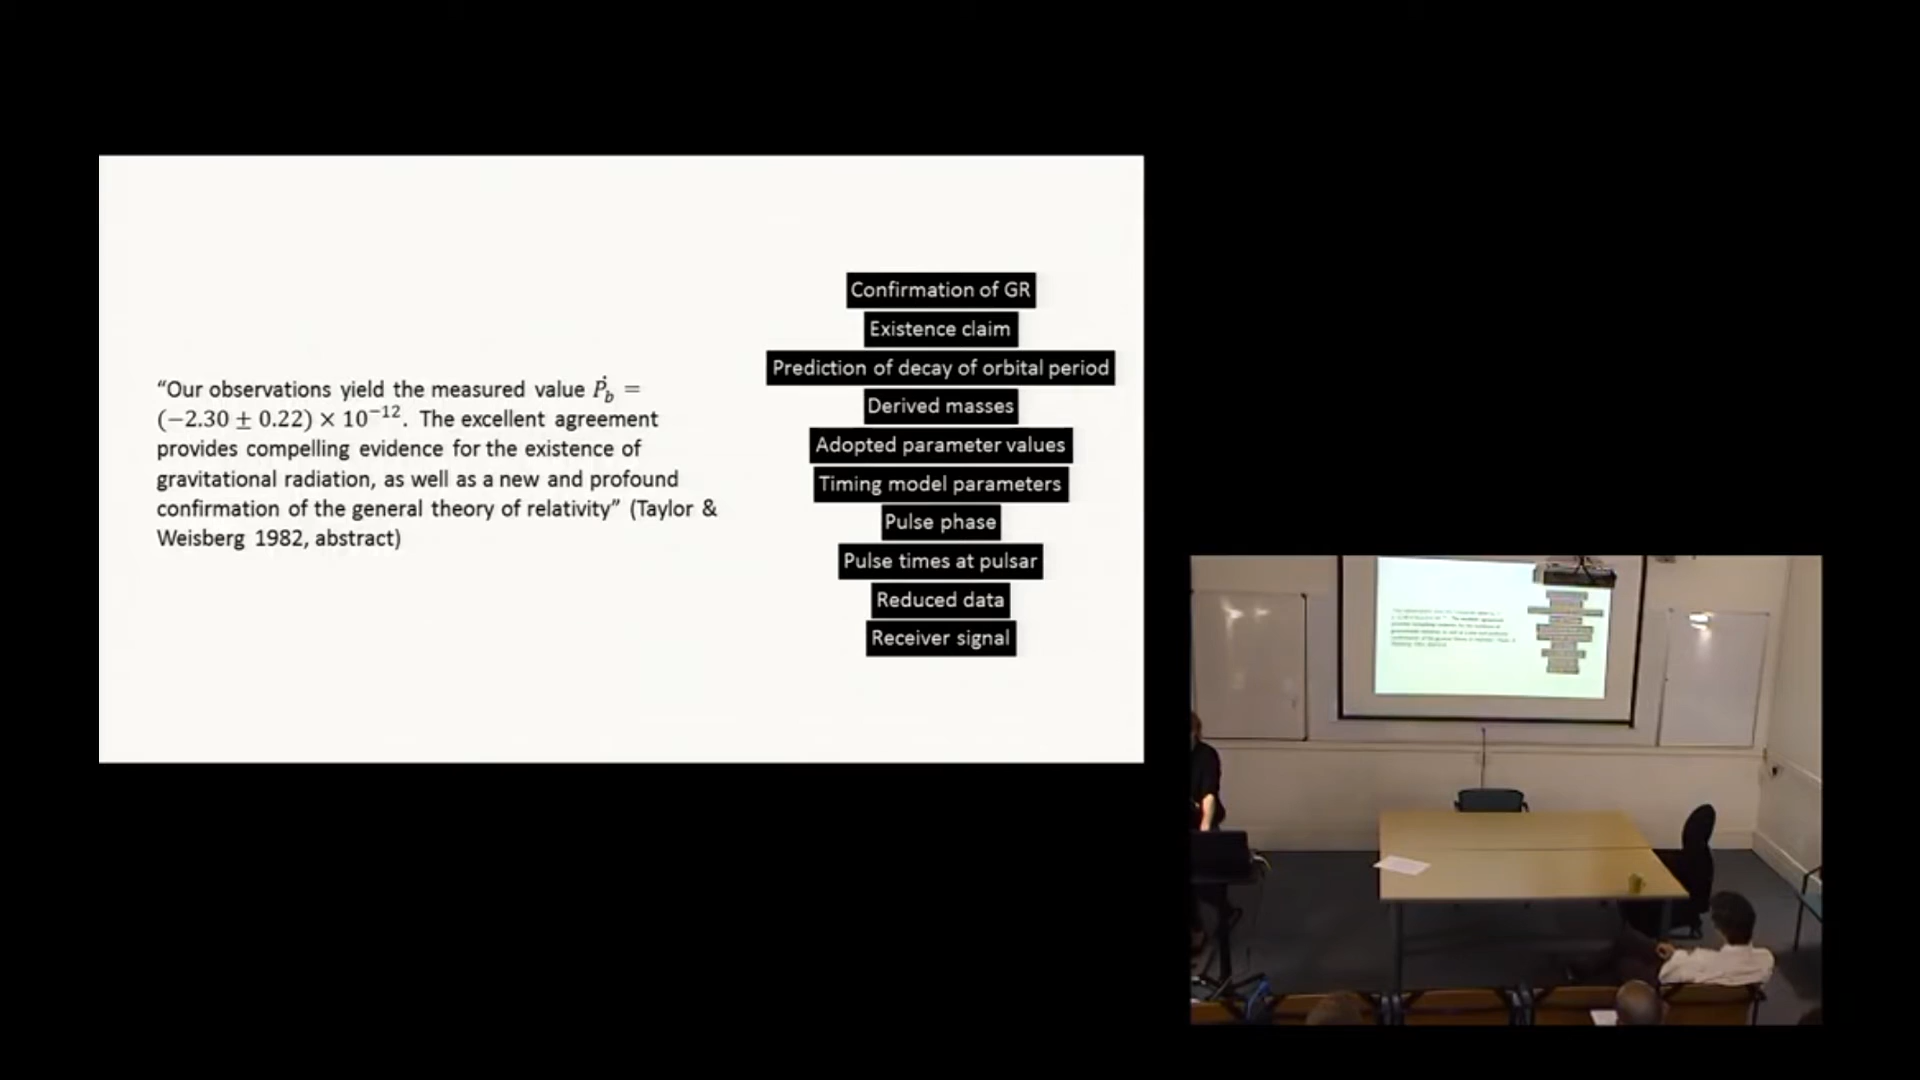 “Our observations yield the measured value Ṗ_b =
(−2.30 ± 0.22) × 10⁻¹². The excellent agreement
provides compelling evidence for the existence of
gravitational radiation, as well as a new and profound
confirmation of the general theory of relativity” (Taylor &
Weisberg 1982, abstract)
Confirmation of GR
Existence claim
Prediction of decay of orbital period
Derived masses
Adopted parameter values
Timing model parameters
Pulse phase
Pulse times at pulsar
Reduced data
Receiver signal